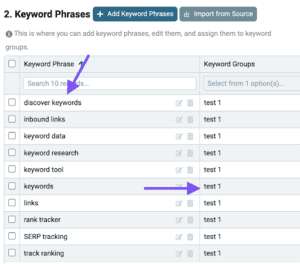 2. Keyword Phrases + Add Keyword Phrases Import from Source
This is where you can add keyword phrases, edit them, and assign them to keyword
groups.
Keyword Phrase Keyword Groups
Search 10 records... Select from 1 option(s)...
discover keywords test 1
inbound links test 1
keyword data test 1
keyword research test 1
keyword tool test 1
keywords test 1
links test 1
rank tracker test 1
SERP tracking test 1
track ranking test 1